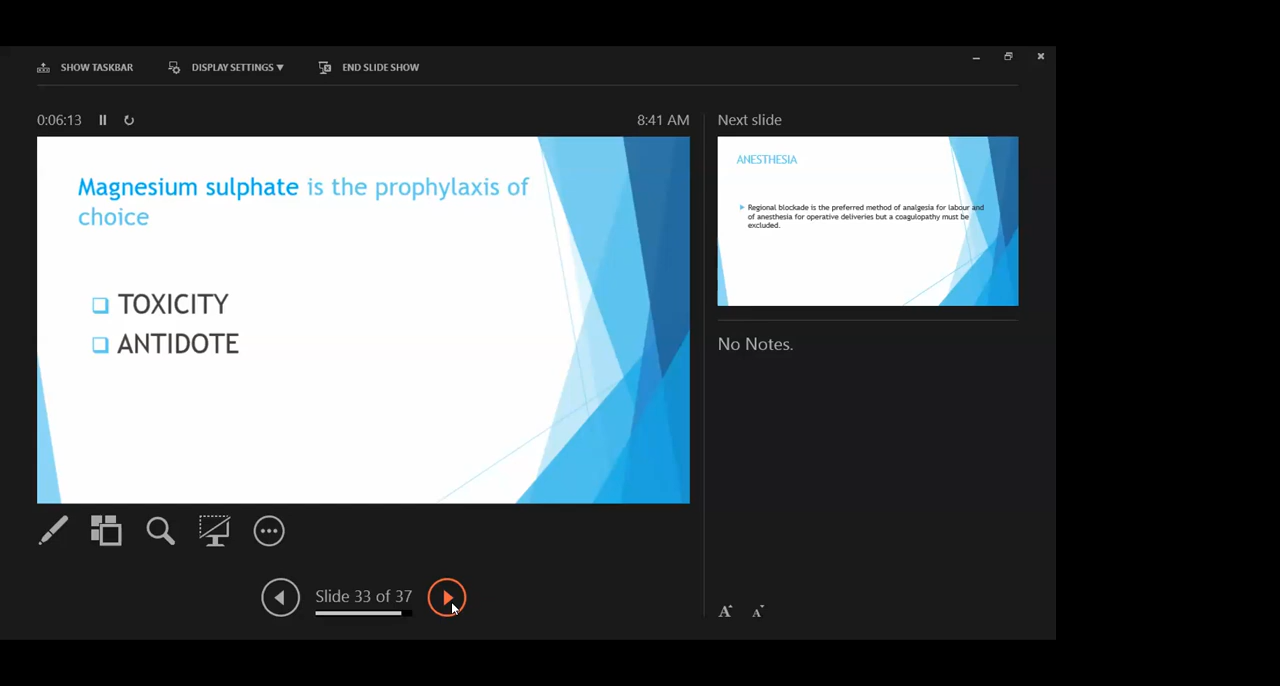 SHOW TASKBAR
DISPLAY SETTINGS ▼
END SLIDE SHOW
0:06:13
8:41 AM
Magnesium sulphate is the prophylaxis of
choice
TOXICITY
ANTIDOTE
Slide 33 of 37
Next slide
ANESTHESIA
Regional blockade is the preferred method of analgesia for labour and
of anesthesia for operative deliveries but a coagulopathy must be
excluded.
No Notes.
A
A